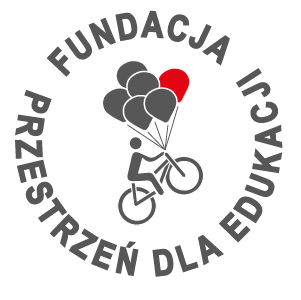 FUNDACJA
PRZESTRZEŃ DLA EDUKACJI